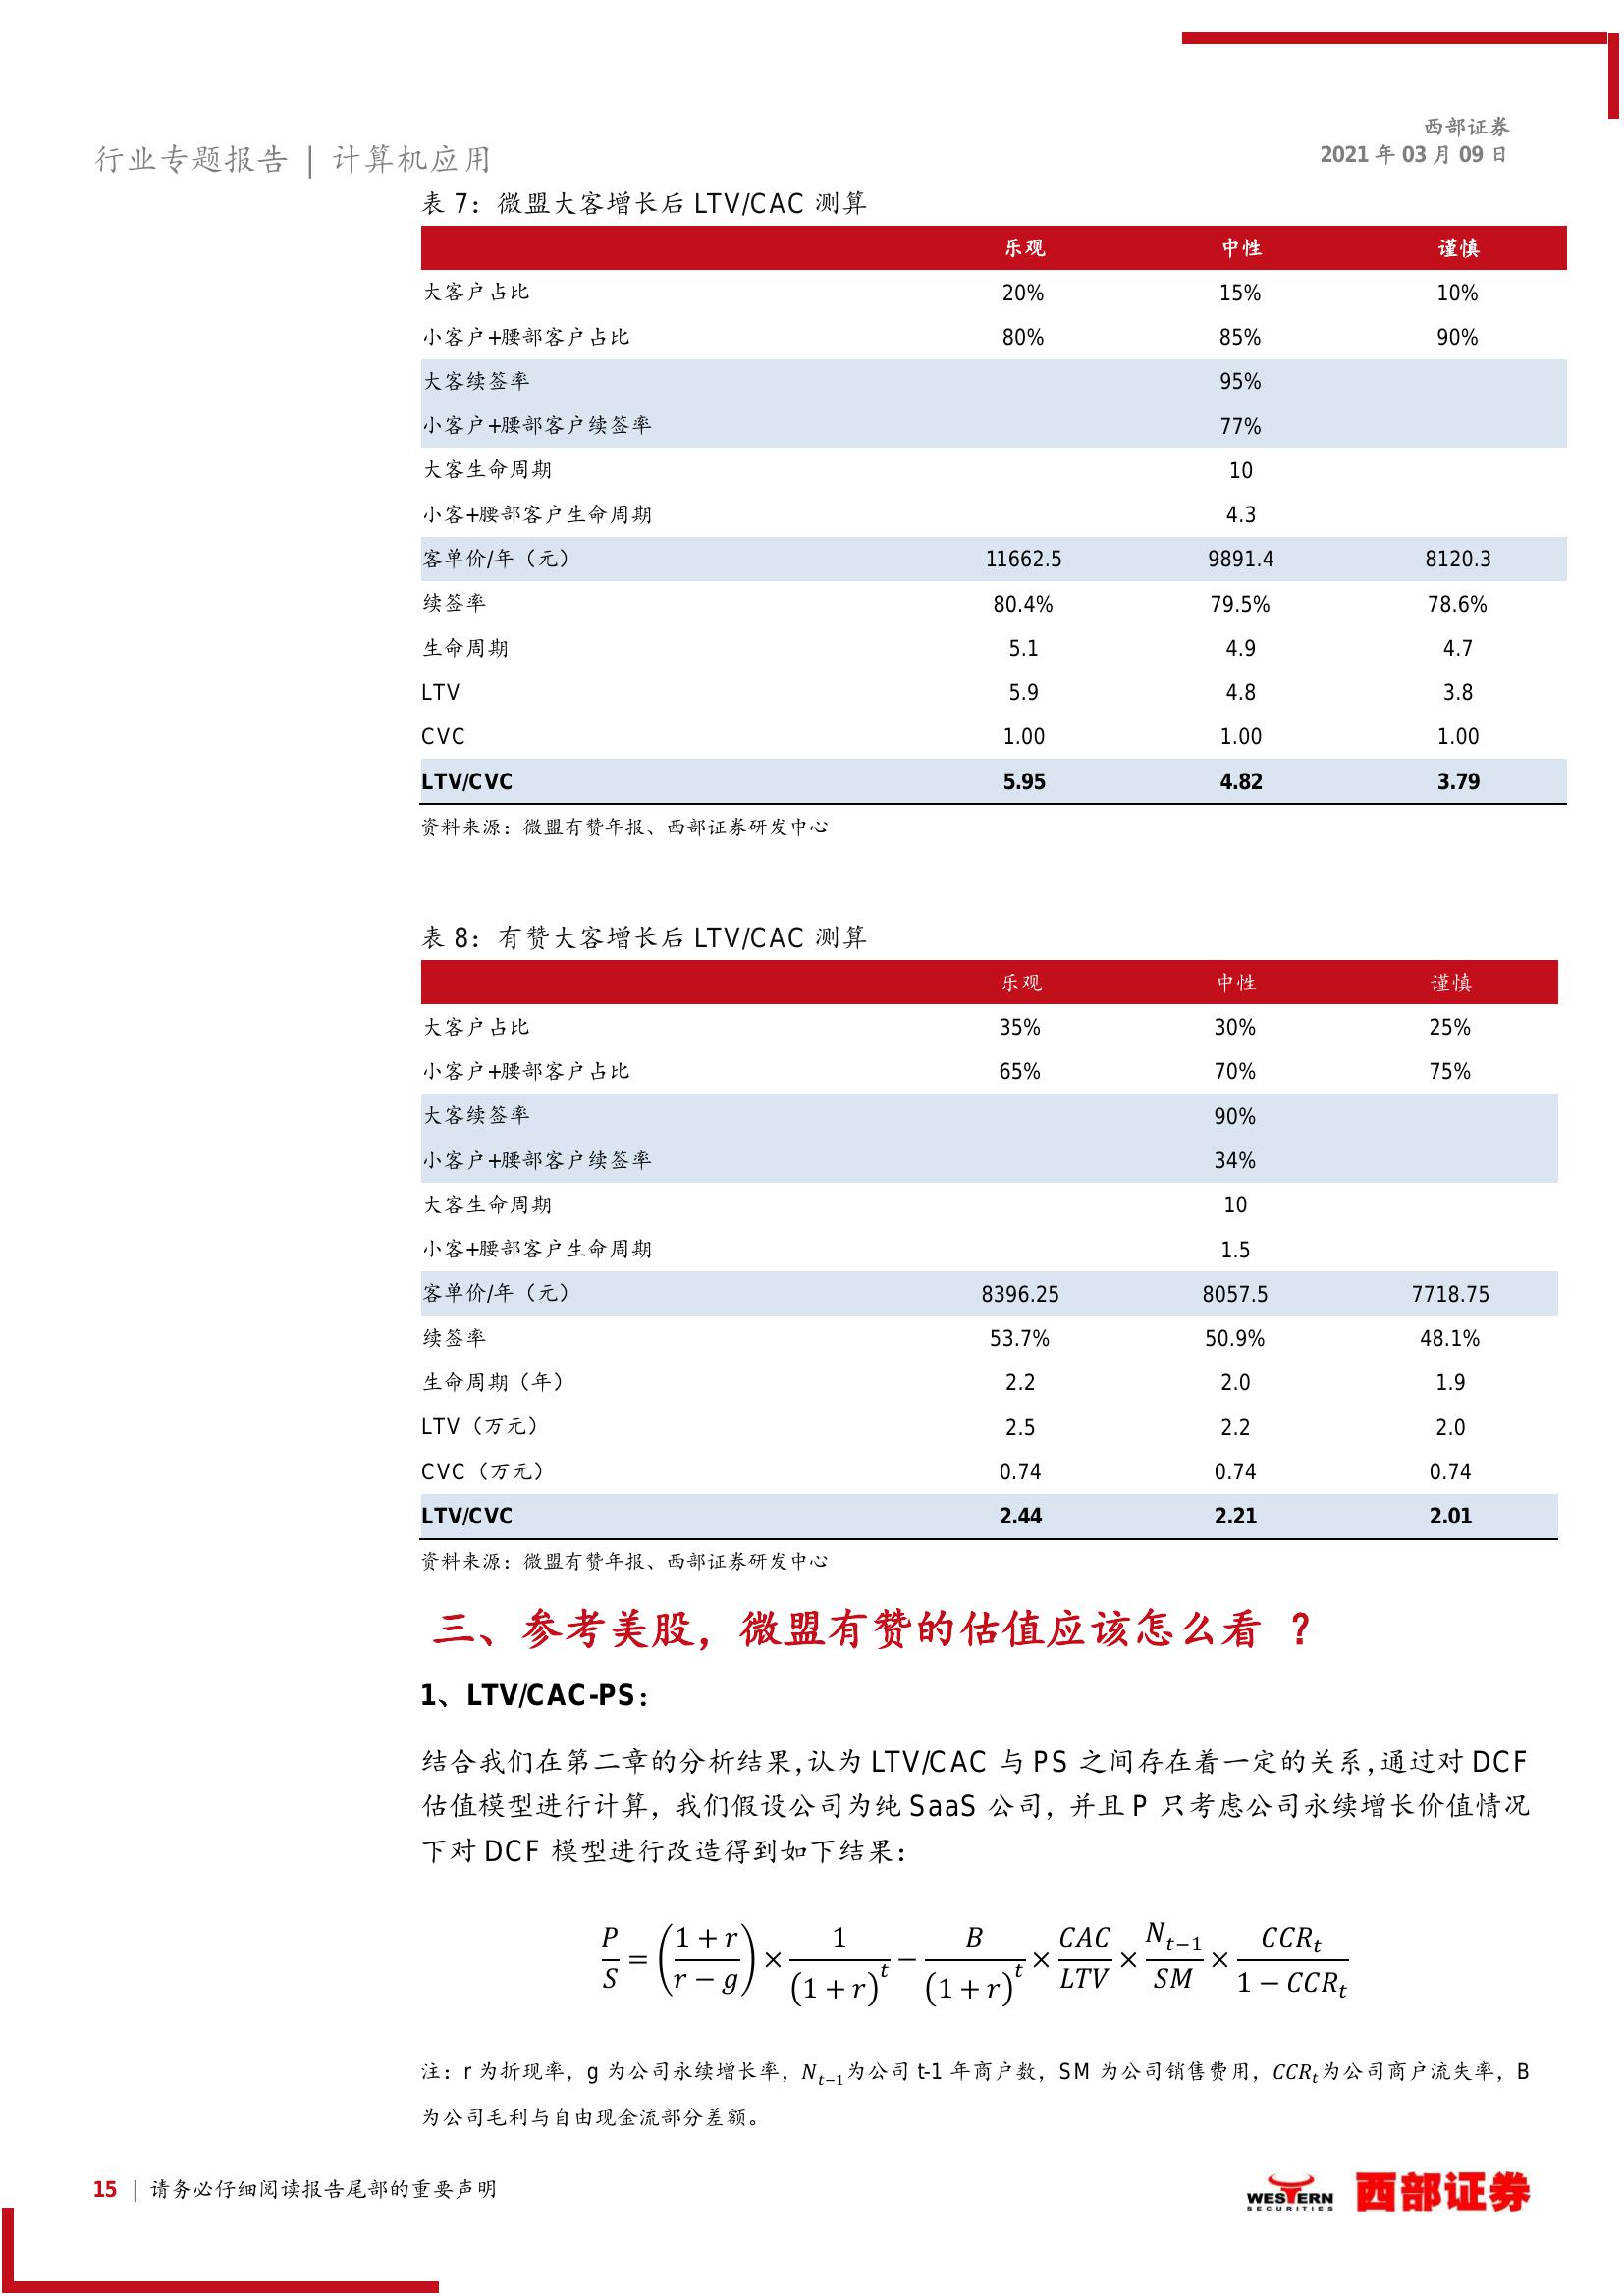 西部证券
行业专题报告 | 计算机应用
2021 年 03 月 09 日
表 7：微盟大客增长后 LTV/CAC 测算
乐观 中性 谨慎
大客户占比 20% 15% 10%
小客户+腰部客户占比 80% 85% 90%
大客续签率 95%
小客户+腰部客户续签率 77%
大客生命周期 10
小客+腰部客户生命周期 4.3
客单价/年（元） 11662.5 9891.4 8120.3
续签率 80.4% 79.5% 78.6%
生命周期 5.1 4.9 4.7
LTV 5.9 4.8 3.8
CVC 1.00 1.00 1.00
LTV/CVC 5.95 4.82 3.79
资料来源：微盟有赞年报、西部证券研发中心
表 8：有赞大客增长后 LTV/CAC 测算
乐观 中性 谨慎
大客户占比 35% 30% 25%
小客户+腰部客户占比 65% 70% 75%
大客续签率 90%
小客户+腰部客户续签率 34%
大客生命周期 10
小客+腰部客户生命周期 1.5
客单价/年（元） 8396.25 8057.5 7718.75
续签率 53.7% 50.9% 48.1%
生命周期（年） 2.2 2.0 1.9
LTV（万元） 2.5 2.2 2.0
CVC（万元） 0.74 0.74 0.74
LTV/CVC 2.44 2.21 2.01
资料来源：微盟有赞年报、西部证券研发中心
三、参考美股，微盟有赞的估值应该怎么看 ？
1、LTV/CAC-PS：
结合我们在第二章的分析结果，认为 LTV/CAC 与 PS 之间存在着一定的关系，通过对 DCF
估值模型进行计算，我们假设公司为纯 SaaS 公司，并且 P 只考虑公司永续增长价值情况
下对 DCF 模型进行改造得到如下结果：
P/S = ((1 + r)/(r − g)) × 1/(1 + r)^t − B/(1 + r)^t × CAC/LTV × N_{t−1}/SM × CCR_t/(1 − CCR_t)
注：r 为折现率，g 为公司永续增长率，N_{t−1}为公司 t-1 年商户数，SM 为公司销售费用，CCR_t为公司商户流失率，B
为公司毛利与自由现金流部分差额。
15 | 请务必仔细阅读报告尾部的重要声明
WESTERN
SECURITIES
西部证券